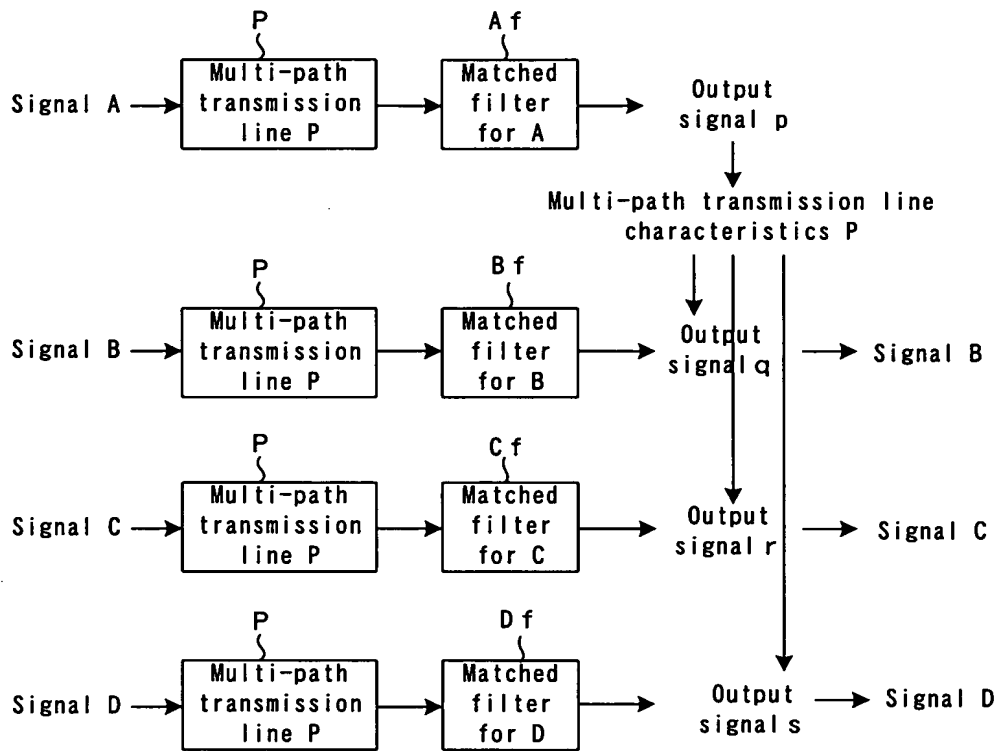 P
Af
Signal A
Multi-path
transmission
line P
Matched
filter
for A
Output
signal p
Multi-path transmission line
characteristics P
P
Bf
Signal B
Multi-path
transmission
line P
Matched
filter
for B
Output
signal q
Signal B
P
Cf
Signal C
Multi-path
transmission
line P
Matched
filter
for C
Output
signal r
Signal C
P
Df
Signal D
Multi-path
transmission
line P
Matched
filter
for D
Output
signal s
Signal D